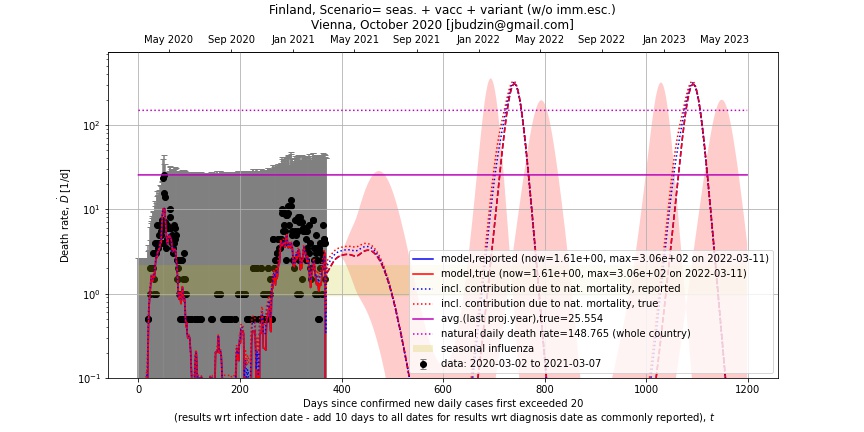 Finland, Scenario= seas. + vacc + variant (w/o imm.esc.)
Vienna, October 2020 [jbudzin@gmail.com]
May 2020 Sep 2020 Jan 2021 May 2021 Sep 2021 Jan 2022 May 2022 Sep 2022 Jan 2023 May 2023
Death rate, Ḋ [1/d]
10²
10¹
10⁰
10⁻¹
model,reported (now=1.61e+00, max=3.06e+02 on 2022-03-11)
model,true (now=1.61e+00, max=3.06e+02 on 2022-03-11)
incl. contribution due to nat. mortality, reported
incl. contribution due to nat. mortality, true
avg.(last proj.year),true=25.554
natural daily death rate=148.765 (whole country)
seasonal influenza
data: 2020-03-02 to 2021-03-07
0 200 400 600 800 1000 1200
Days since confirmed new daily cases first exceeded 20
(results wrt infection date - add 10 days to all dates for results wrt diagnosis date as commonly reported), t